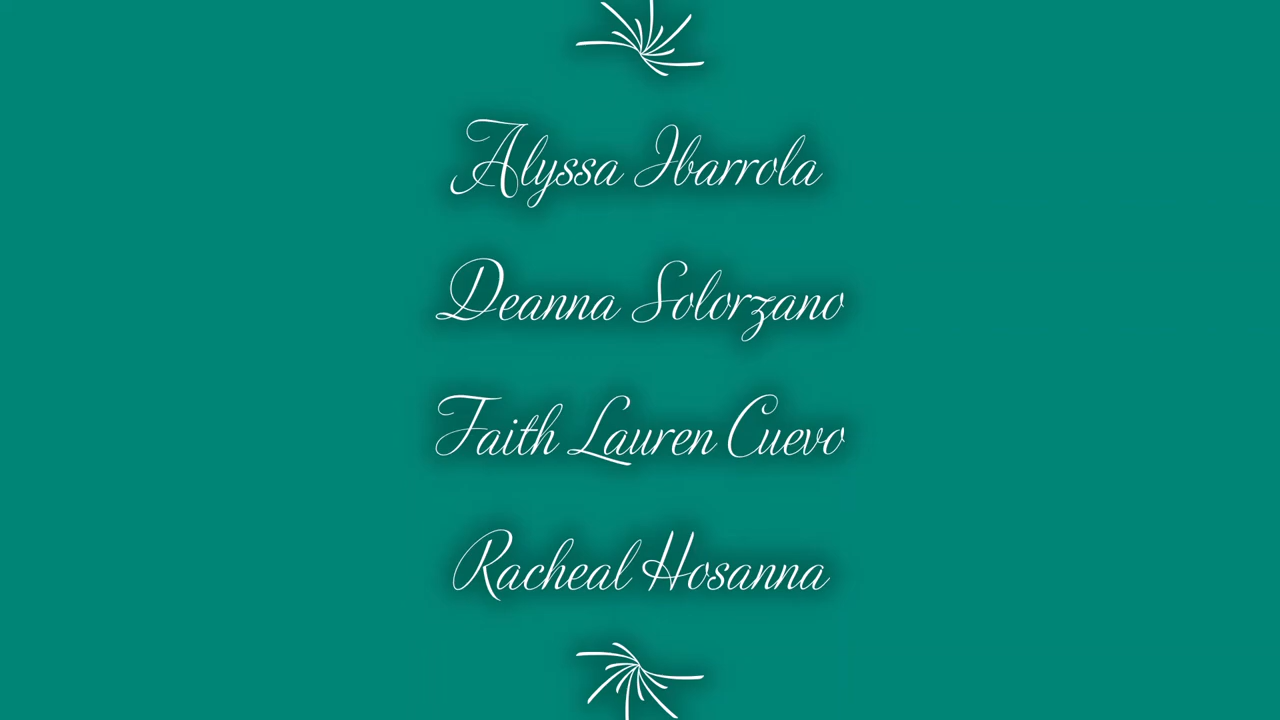 Alyssa Ibarrola
Deanna Solorzano
Faith Lauren Cuevo
Racheal Hosanna